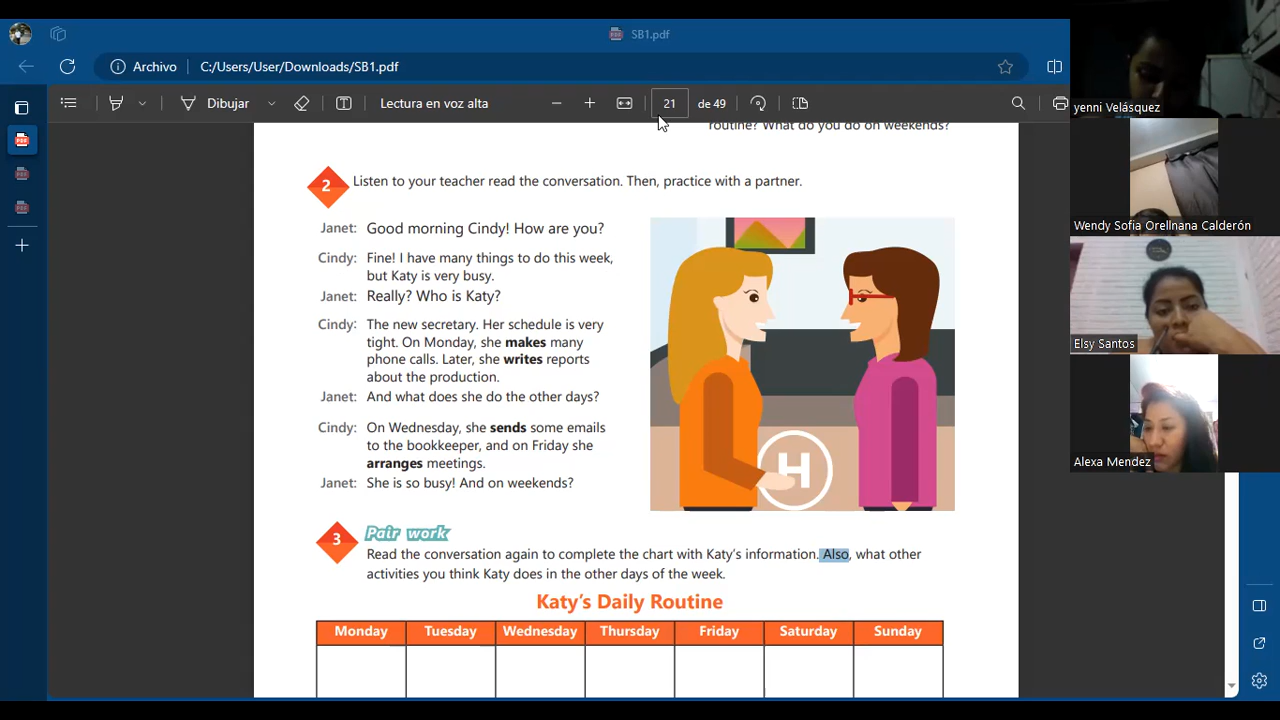 SB1.pdf
Archivo
C:/Users/User/Downloads/SB1.pdf
Dibujar
Lectura en voz alta
21
de 49
routine? What do you do on weekends?
2
Listen to your teacher read the conversation. Then, practice with a partner.
Janet: Good morning Cindy! How are you?
Cindy: Fine! I have many things to do this week,
but Katy is very busy.
Janet: Really? Who is Katy?
Cindy: The new secretary. Her schedule is very
tight. On Monday, she makes many
phone calls. Later, she writes reports
about the production.
Janet: And what does she do the other days?
Cindy: On Wednesday, she sends some emails
to the bookkeeper, and on Friday she
arranges meetings.
Janet: She is so busy! And on weekends?
H
3
Pair work
Read the conversation again to complete the chart with Katy's information. Also, what other
activities you think Katy does in the other days of the week.
Katy's Daily Routine
Monday Tuesday Wednesday Thursday Friday Saturday Sunday
yenni Velásquez
Wendy Sofia Orellnana Calderón
Elsy Santos
Alexa Mendez